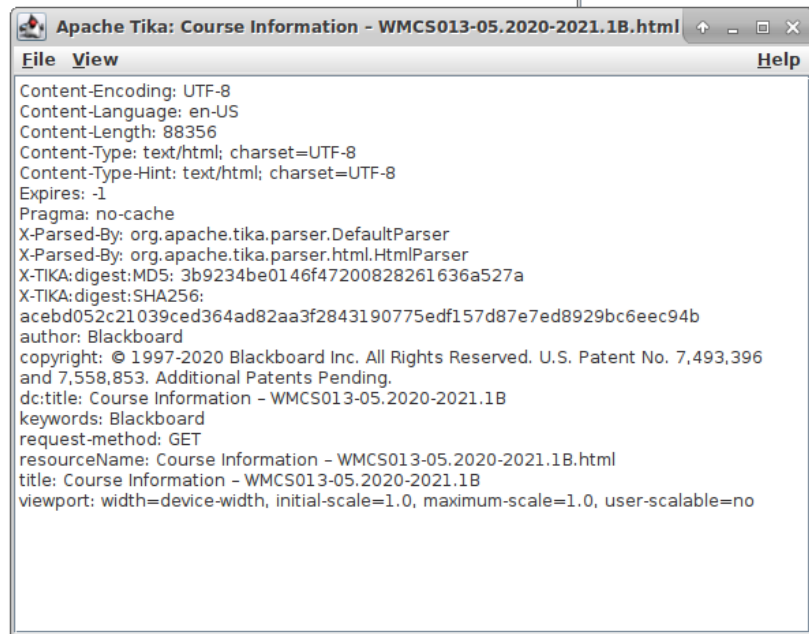 Apache Tika: Course Information – WMCS013-05.2020-2021.1B.html
File View Help
Content-Encoding: UTF-8
Content-Language: en-US
Content-Length: 88356
Content-Type: text/html; charset=UTF-8
Content-Type-Hint: text/html; charset=UTF-8
Expires: -1
Pragma: no-cache
X-Parsed-By: org.apache.tika.parser.DefaultParser
X-Parsed-By: org.apache.tika.parser.html.HtmlParser
X-TIKA:digest:MD5: 3b9234be0146f47200828261636a527a
X-TIKA:digest:SHA256:
acebd052c21039ced364ad82aa3f2843190775edf157d87e7ed8929bc6eec94b
author: Blackboard
copyright: © 1997-2020 Blackboard Inc. All Rights Reserved. U.S. Patent No. 7,493,396
and 7,558,853. Additional Patents Pending.
dc:title: Course Information – WMCS013-05.2020-2021.1B
keywords: Blackboard
request-method: GET
resourceName: Course Information – WMCS013-05.2020-2021.1B.html
title: Course Information – WMCS013-05.2020-2021.1B
viewport: width=device-width, initial-scale=1.0, maximum-scale=1.0, user-scalable=no